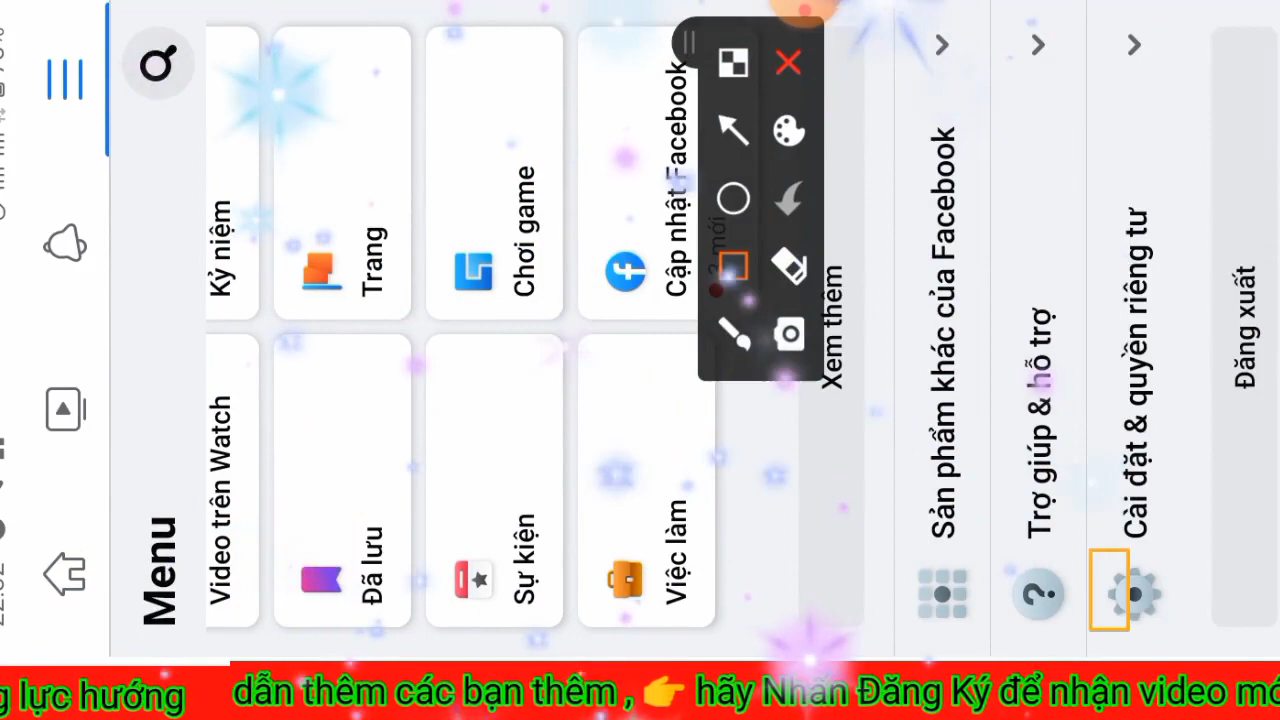 Menu
Video trên Watch
Kỷ niệm
Đã lưu
Trang
Sự kiện
Chơi game
Việc làm
Cập nhật Facebook
2 mới
Xem thêm
Sản phẩm khác của Facebook
Trợ giúp & hỗ trợ
Cài đặt & quyền riêng tư
Đăng xuất
lực hướng dẫn thêm các bạn thêm , 👉 hãy Nhấn Đăng Ký để nhận video